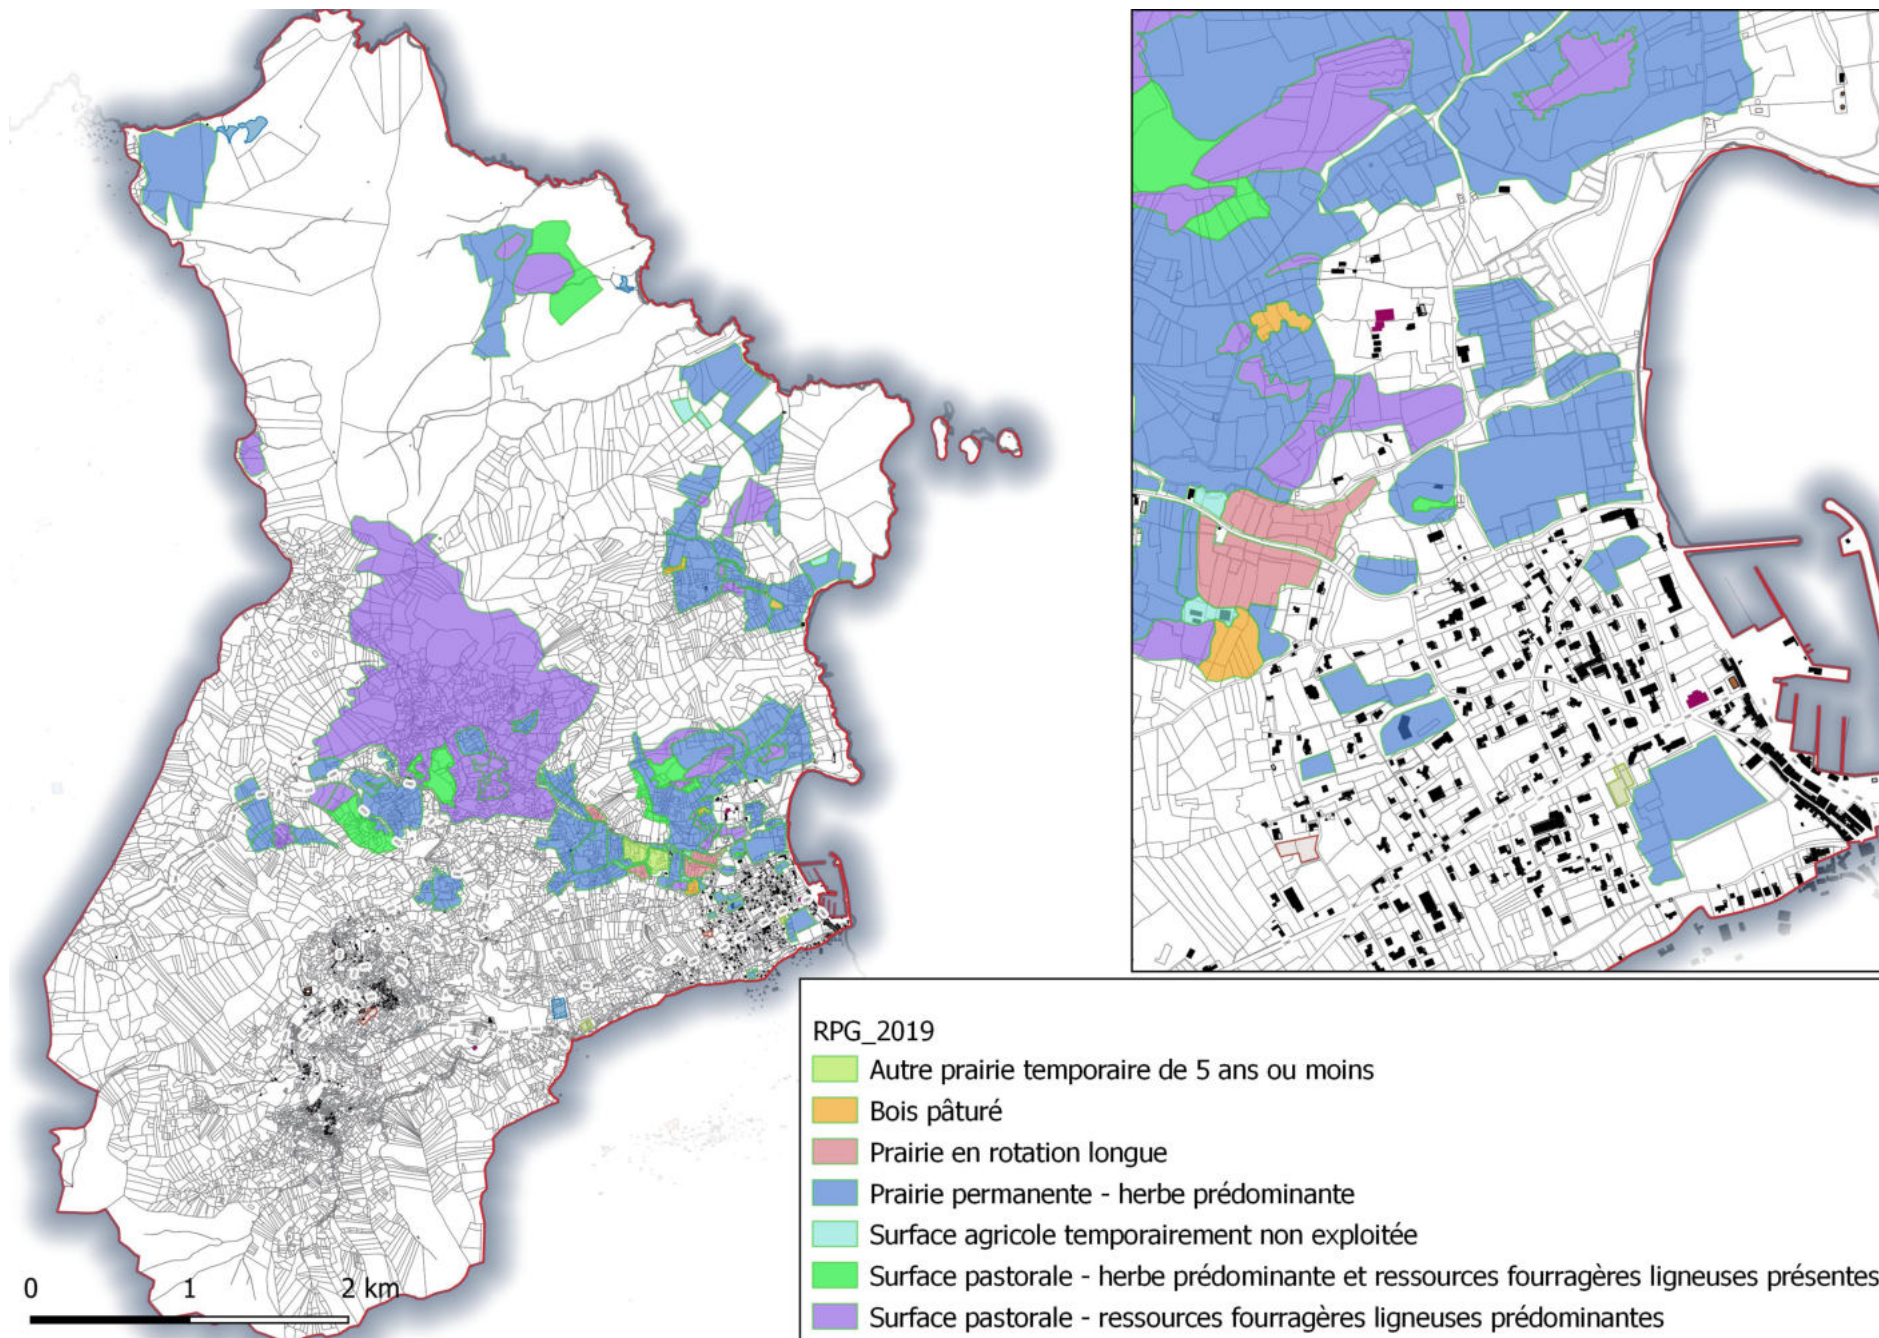 RPG_2019
Autre prairie temporaire de 5 ans ou moins
Bois pâturé
Prairie en rotation longue
Prairie permanente - herbe prédominante
Surface agricole temporairement non exploitée
Surface pastorale - herbe prédominante et ressources fourragères ligneuses présentes
Surface pastorale - ressources fourragères ligneuses prédominantes
0 1 2 km